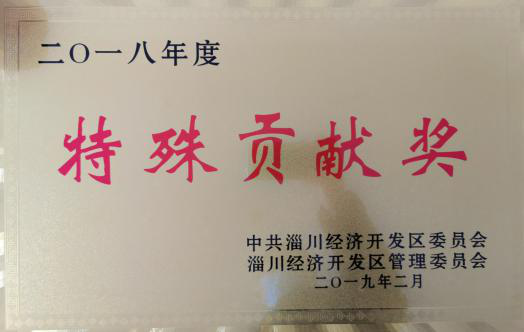 二〇一八年度
特殊贡献奖
中共淄川经济开发区委员会
淄川经济开发区管理委员会
二〇一九年二月